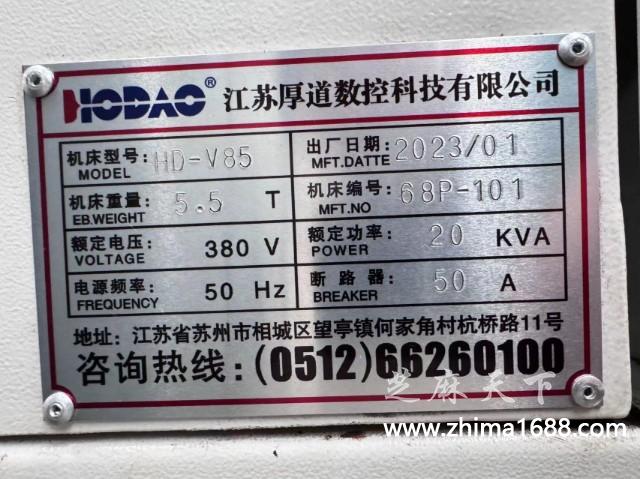 HODAO® 江苏厚道数控科技有限公司
机床型号: HD-V85 出厂日期: 2023/01
MODEL MFT.DATTE
机床重量: 5.5 T 机床编号: 68P-101
EB.WEIGHT MFT.NO
额定电压: 380 V 额定功率: 20 KVA
VOLTAGE POWER
电源频率: 50 Hz 断路器: 50 A
FREQUENCY BREAKER
地址: 江苏省苏州市相城区望亭镇何家角村杭桥路11号
咨询热线: (0512)66260100
芝麻天下
www.zhima1688.com